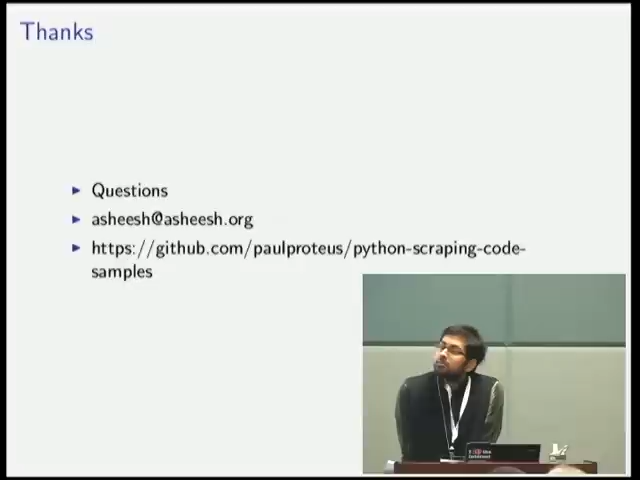 Thanks
Questions
asheesh@asheesh.org
https://github.com/paulproteus/python-scraping-code-
samples